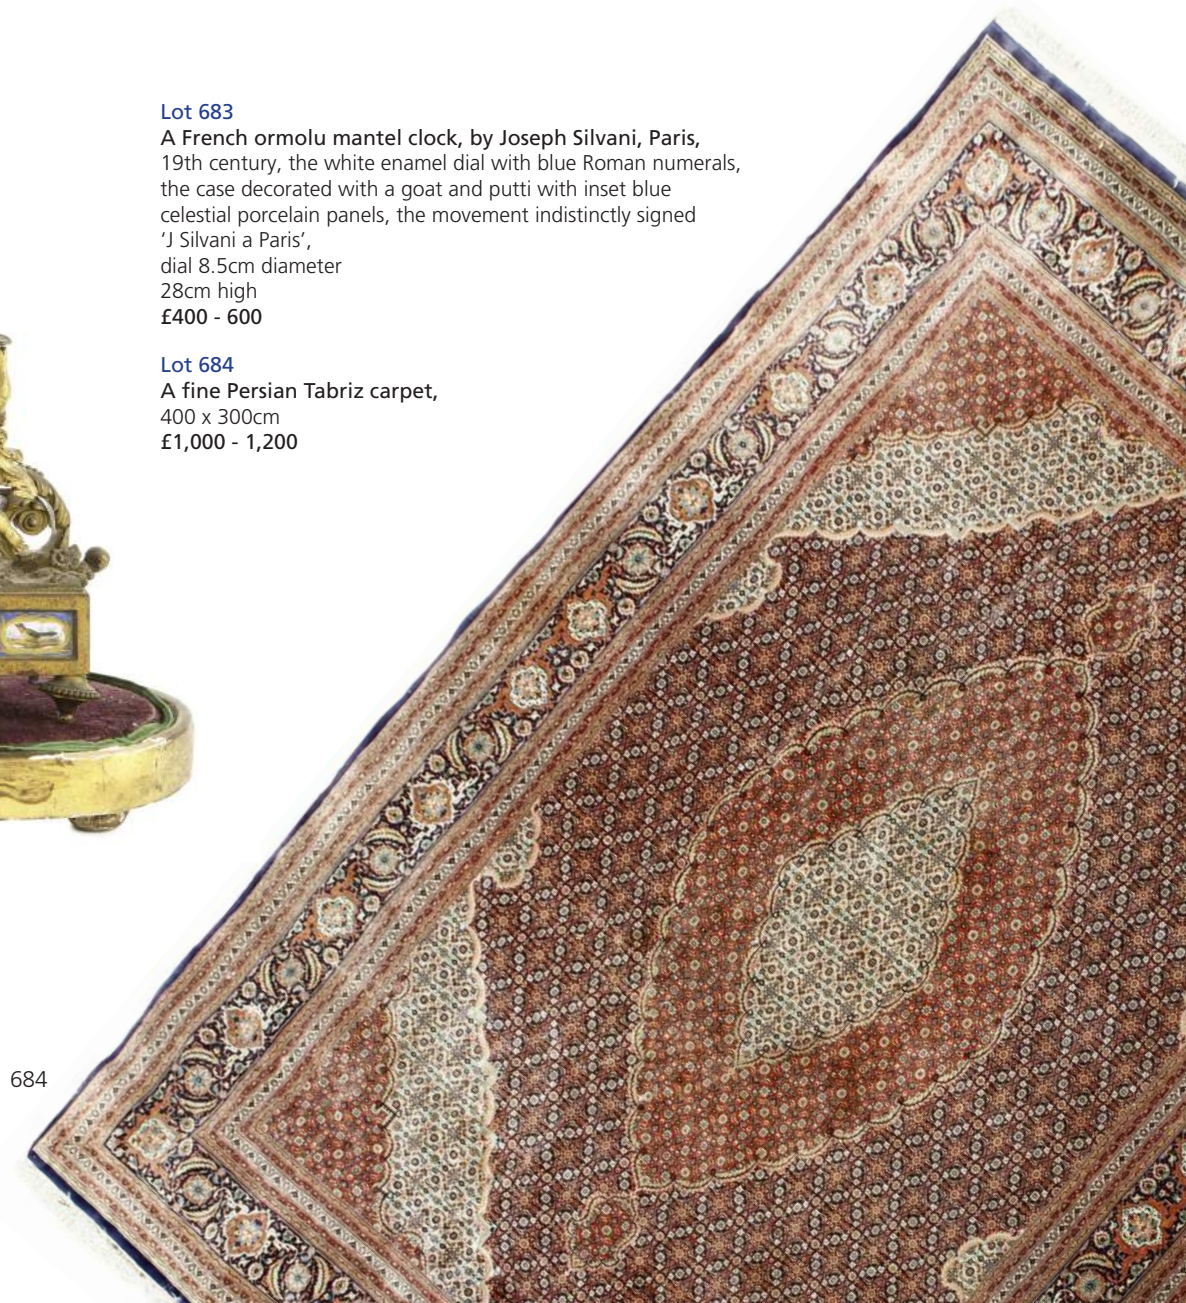 Lot 683
A French ormolu mantel clock, by Joseph Silvani, Paris,
19th century, the white enamel dial with blue Roman numerals,
the case decorated with a goat and putti with inset blue
celestial porcelain panels, the movement indistinctly signed
‘J Silvani a Paris’,
dial 8.5cm diameter
28cm high
£400 - 600
Lot 684
A fine Persian Tabriz carpet,
400 x 300cm
£1,000 - 1,200
684